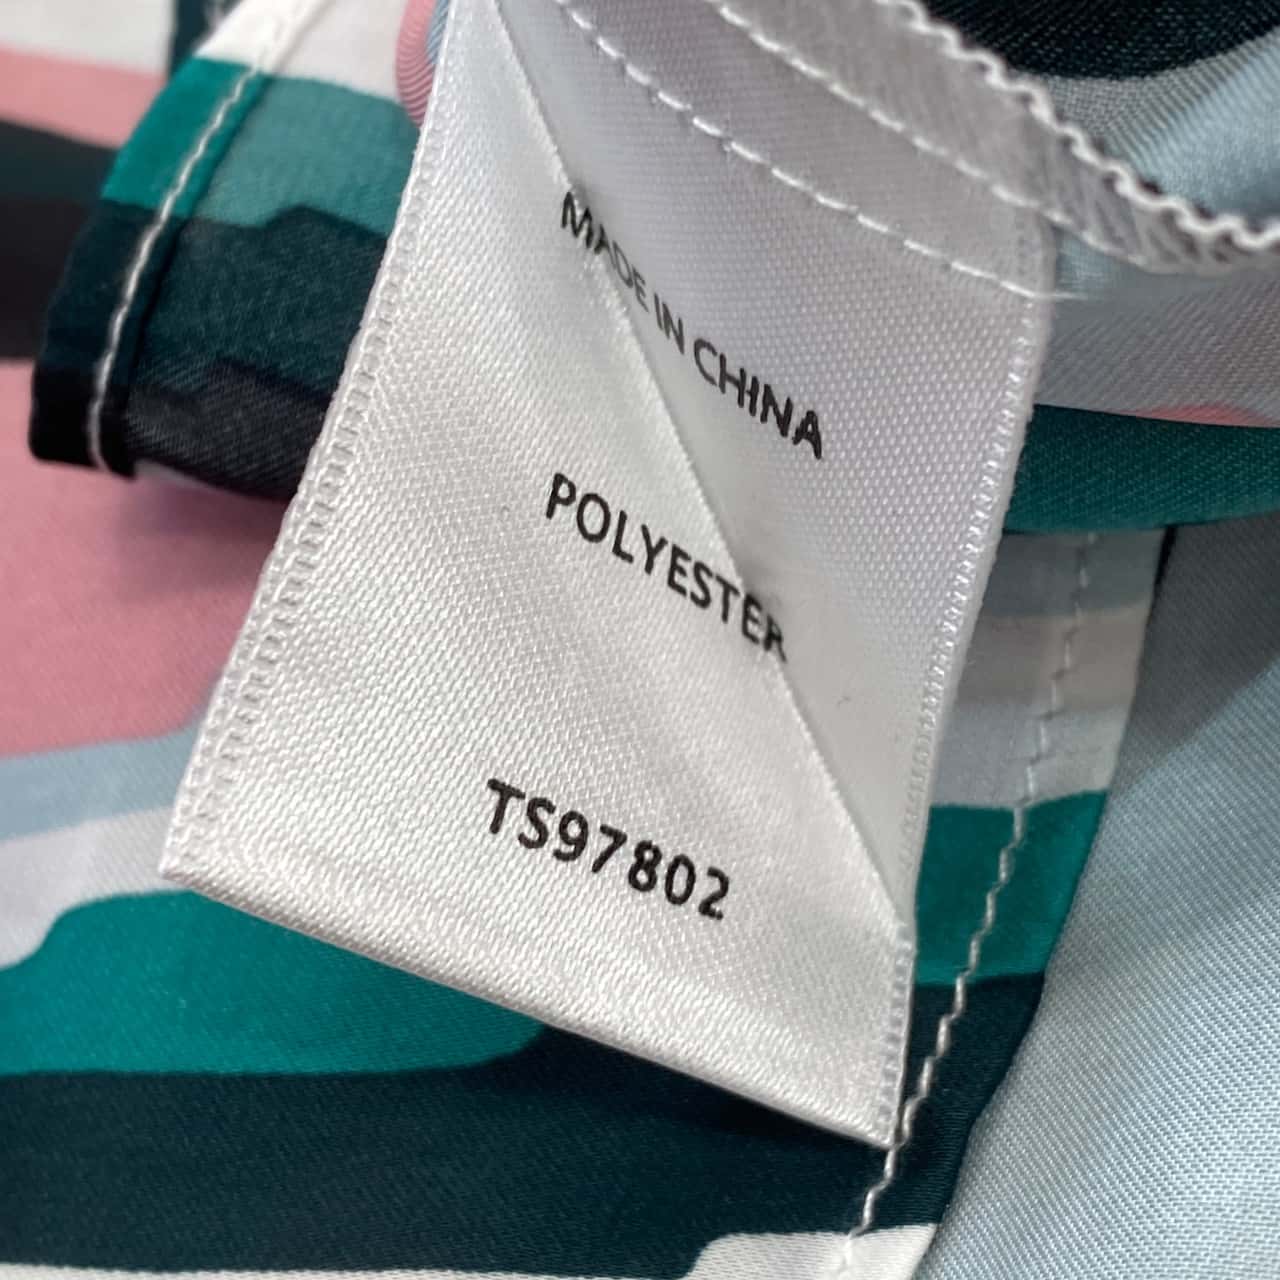 MADE IN CHINA
POLYESTER
TS97802